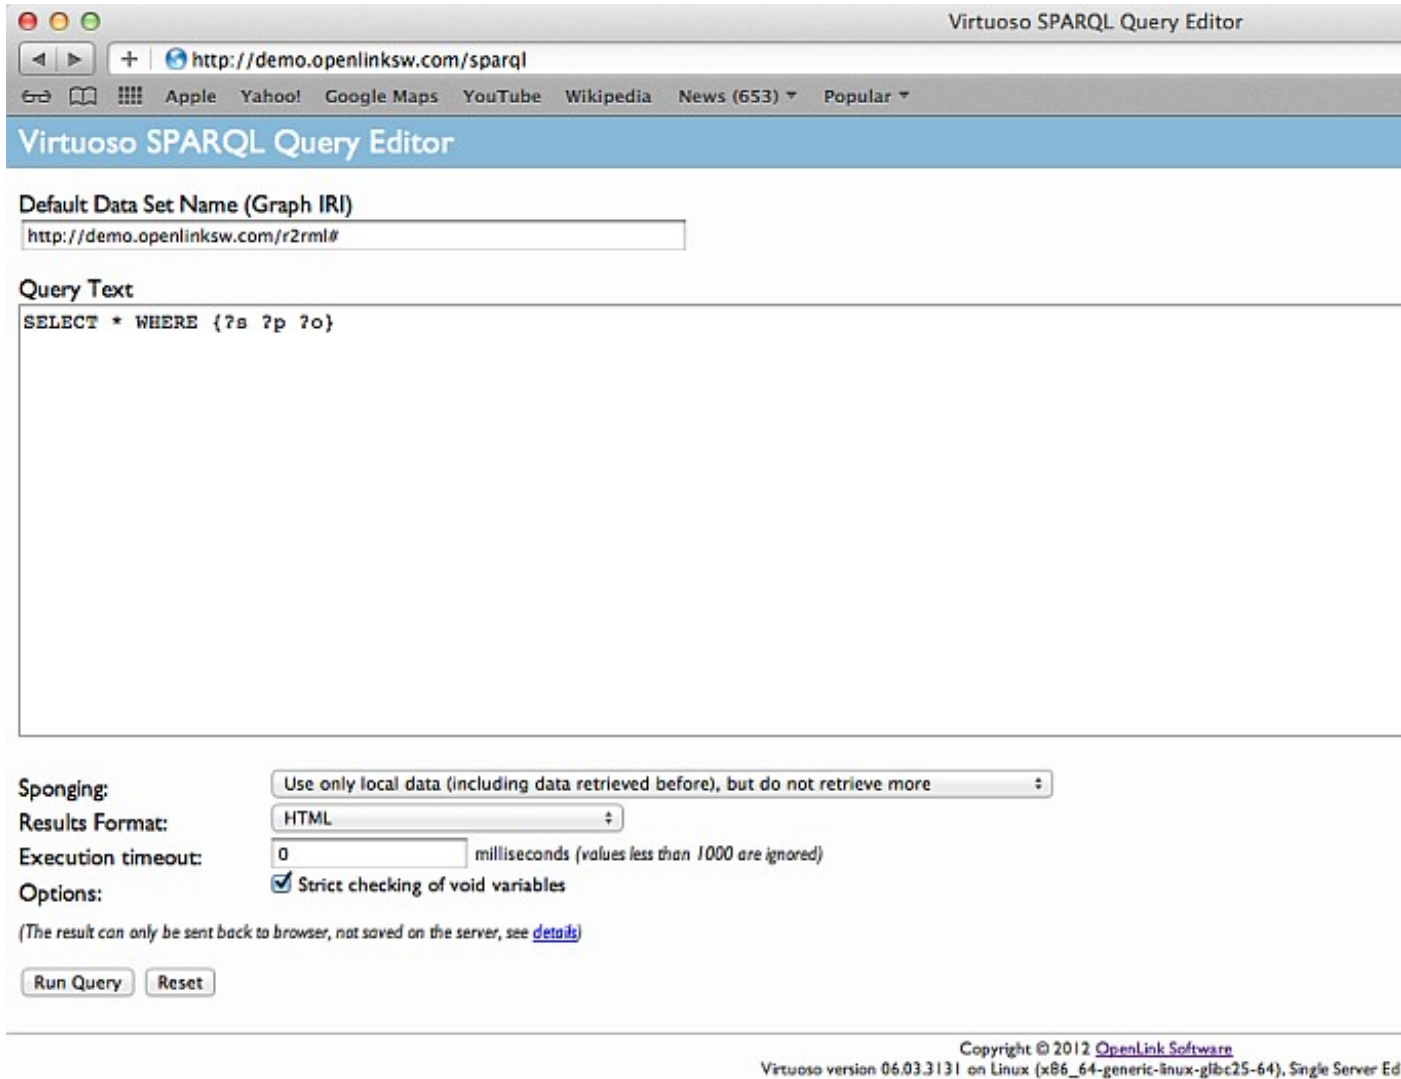 Virtuoso SPARQL Query Editor
http://demo.openlinksw.com/sparql
Apple Yahoo! Google Maps YouTube Wikipedia News (653) Popular
Virtuoso SPARQL Query Editor
Default Data Set Name (Graph IRI)
http://demo.openlinksw.com/r2rml#
Query Text
SELECT * WHERE {?s ?p ?o}
Sponging: Use only local data (including data retrieved before), but do not retrieve more
Results Format: HTML
Execution timeout: 0 milliseconds (values less than 1000 are ignored)
Options: Strict checking of void variables
(The result can only be sent back to browser, not saved on the server, see details)
Run Query Reset
Copyright © 2012 OpenLink Software
Virtuoso version 06.03.3131 on Linux (x86_64-generic-linux-glibc25-64), Single Server Ed